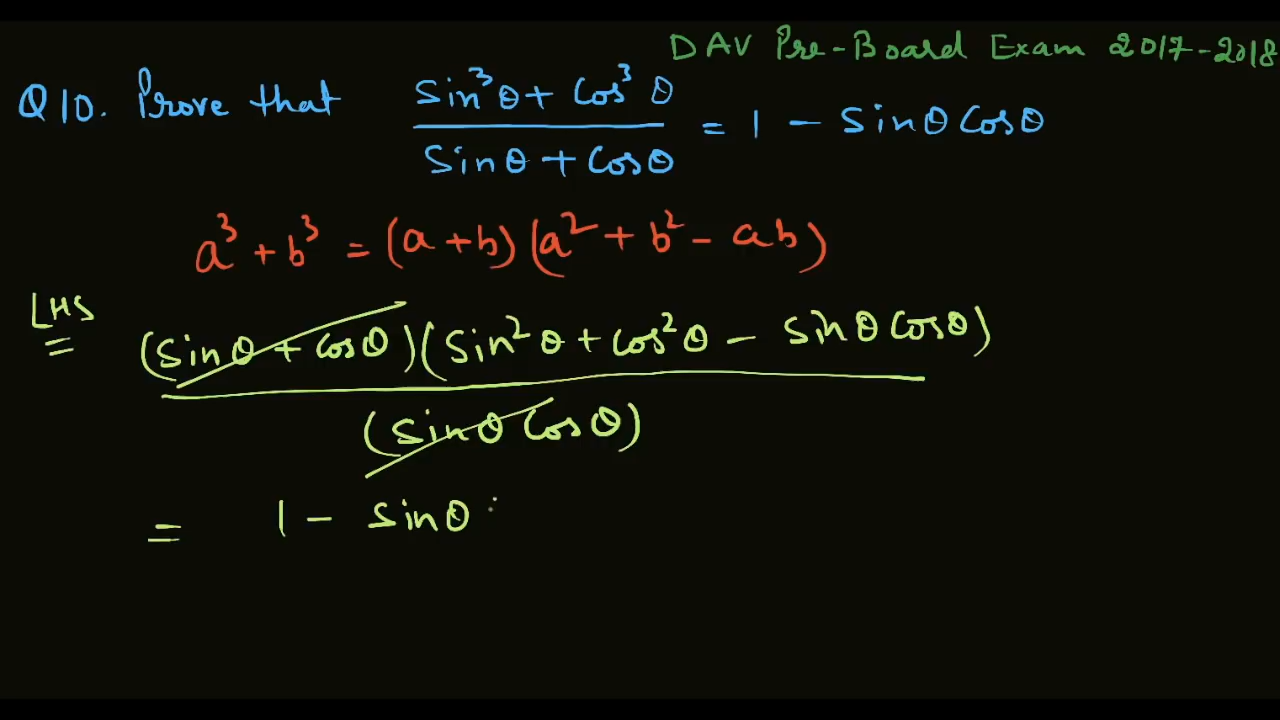 DAV Pre-Board Exam 2017-2018
Q10. Prove that (Sin³θ + Cos³θ)/(Sinθ + Cosθ) = 1 - Sinθ Cosθ
a³ + b³ = (a + b) (a² + b² - ab)
LHS
= (Sinθ + Cosθ) (Sin²θ + Cos²θ - Sinθ Cosθ)
(Sinθ Cosθ)
= 1 - Sinθ